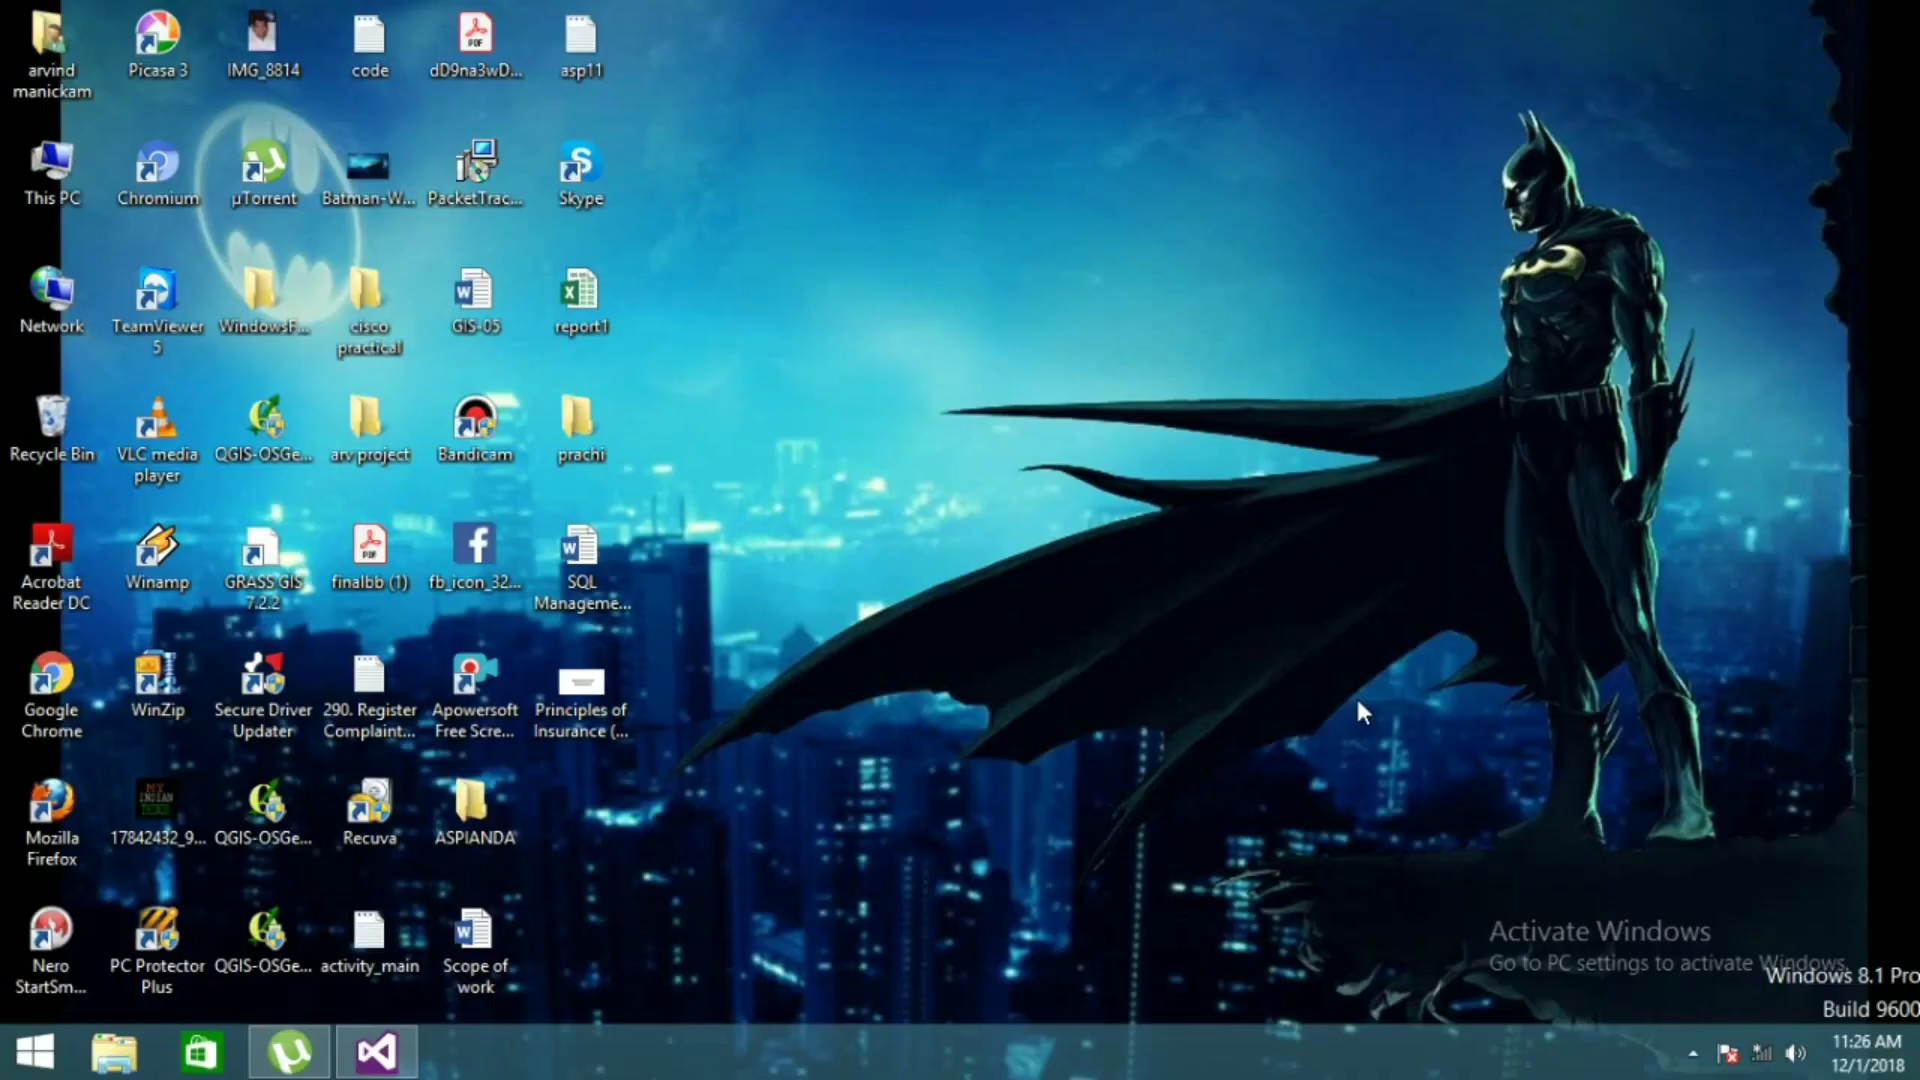 arvind
manickam
Picasa 3
IMG_8814
code
dD9na3wD...
asp11
This PC
Chromium
µTorrent
Batman-W...
PacketTrac...
Skype
Network
TeamViewer
5
WindowsF...
cisco
practical
GIS-05
report1
Recycle Bin
VLC media
player
QGIS-OSGe...
arv project
Bandicam
prachi
Acrobat
Reader DC
Winamp
GRASS GIS
7.2.2
finalbb (1)
fb_icon_32...
SQL
Manageme...
Google
Chrome
WinZip
Secure Driver
Updater
290. Register
Complaint...
Apowersoft
Free Scre...
Principles of
Insurance (...
Mozilla
Firefox
17842432_9...
QGIS-OSGe...
Recuva
ASPIANDA
Nero
StartSm...
PC Protector
Plus
QGIS-OSGe...
activity_main
Scope of
work
Activate Windows
Go to PC settings to activate Windows.
Windows 8.1 Pro
Build 9600
11:26 AM
12/1/2018